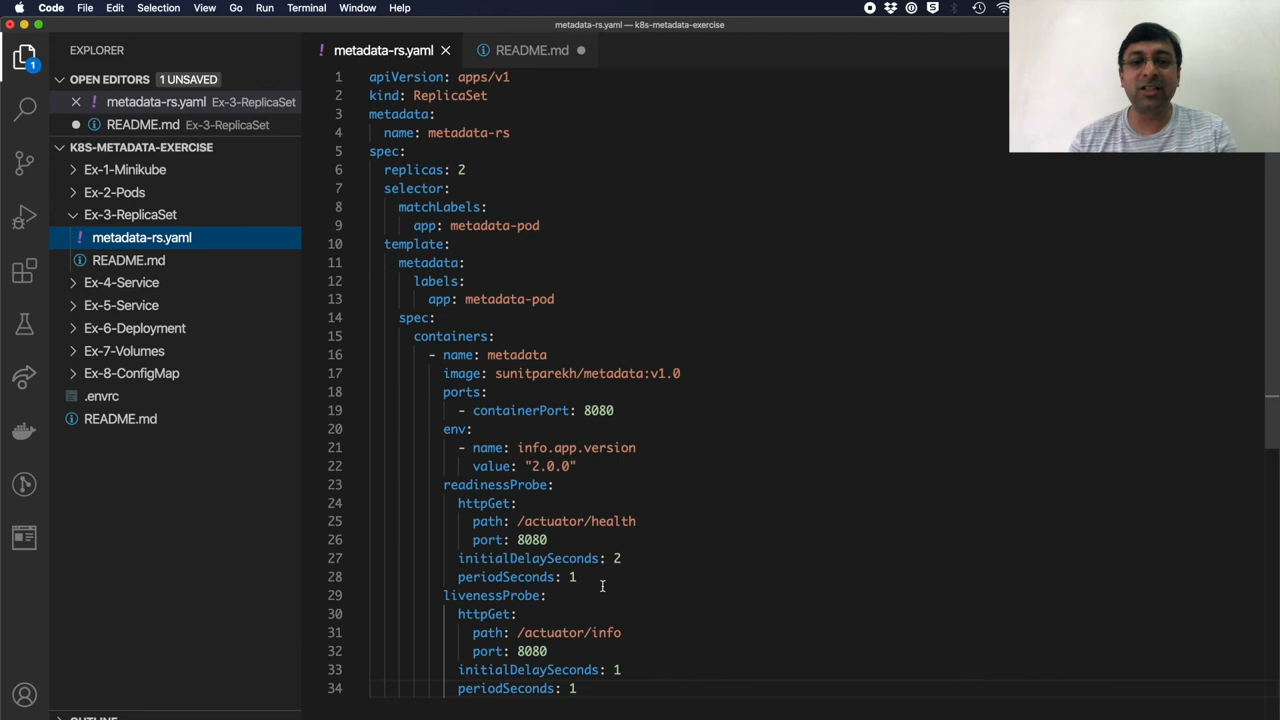 Code File Edit Selection View Go Run Terminal Window Help
metadata-rs.yaml — k8s-metadata-exercise
EXPLORER
OPEN EDITORS 1 UNSAVED
metadata-rs.yaml Ex-3-ReplicaSet
README.md Ex-3-ReplicaSet
K8S-METADATA-EXERCISE
Ex-1-Minikube
Ex-2-Pods
Ex-3-ReplicaSet
metadata-rs.yaml
README.md
Ex-4-Service
Ex-5-Service
Ex-6-Deployment
Ex-7-Volumes
Ex-8-ConfigMap
.envrc
README.md
OUTLINE
1
metadata-rs.yaml
README.md
1 apiVersion: apps/v1
2 kind: ReplicaSet
3 metadata:
4 name: metadata-rs
5 spec:
6 replicas: 2
7 selector:
8 matchLabels:
9 app: metadata-pod
10 template:
11 metadata:
12 labels:
13 app: metadata-pod
14 spec:
15 containers:
16 - name: metadata
17 image: sunitparekh/metadata:v1.0
18 ports:
19 - containerPort: 8080
20 env:
21 - name: info.app.version
22 value: "2.0.0"
23 readinessProbe:
24 httpGet:
25 path: /actuator/health
26 port: 8080
27 initialDelaySeconds: 2
28 periodSeconds: 1
29 livenessProbe:
30 httpGet:
31 path: /actuator/info
32 port: 8080
33 initialDelaySeconds: 1
34 periodSeconds: 1